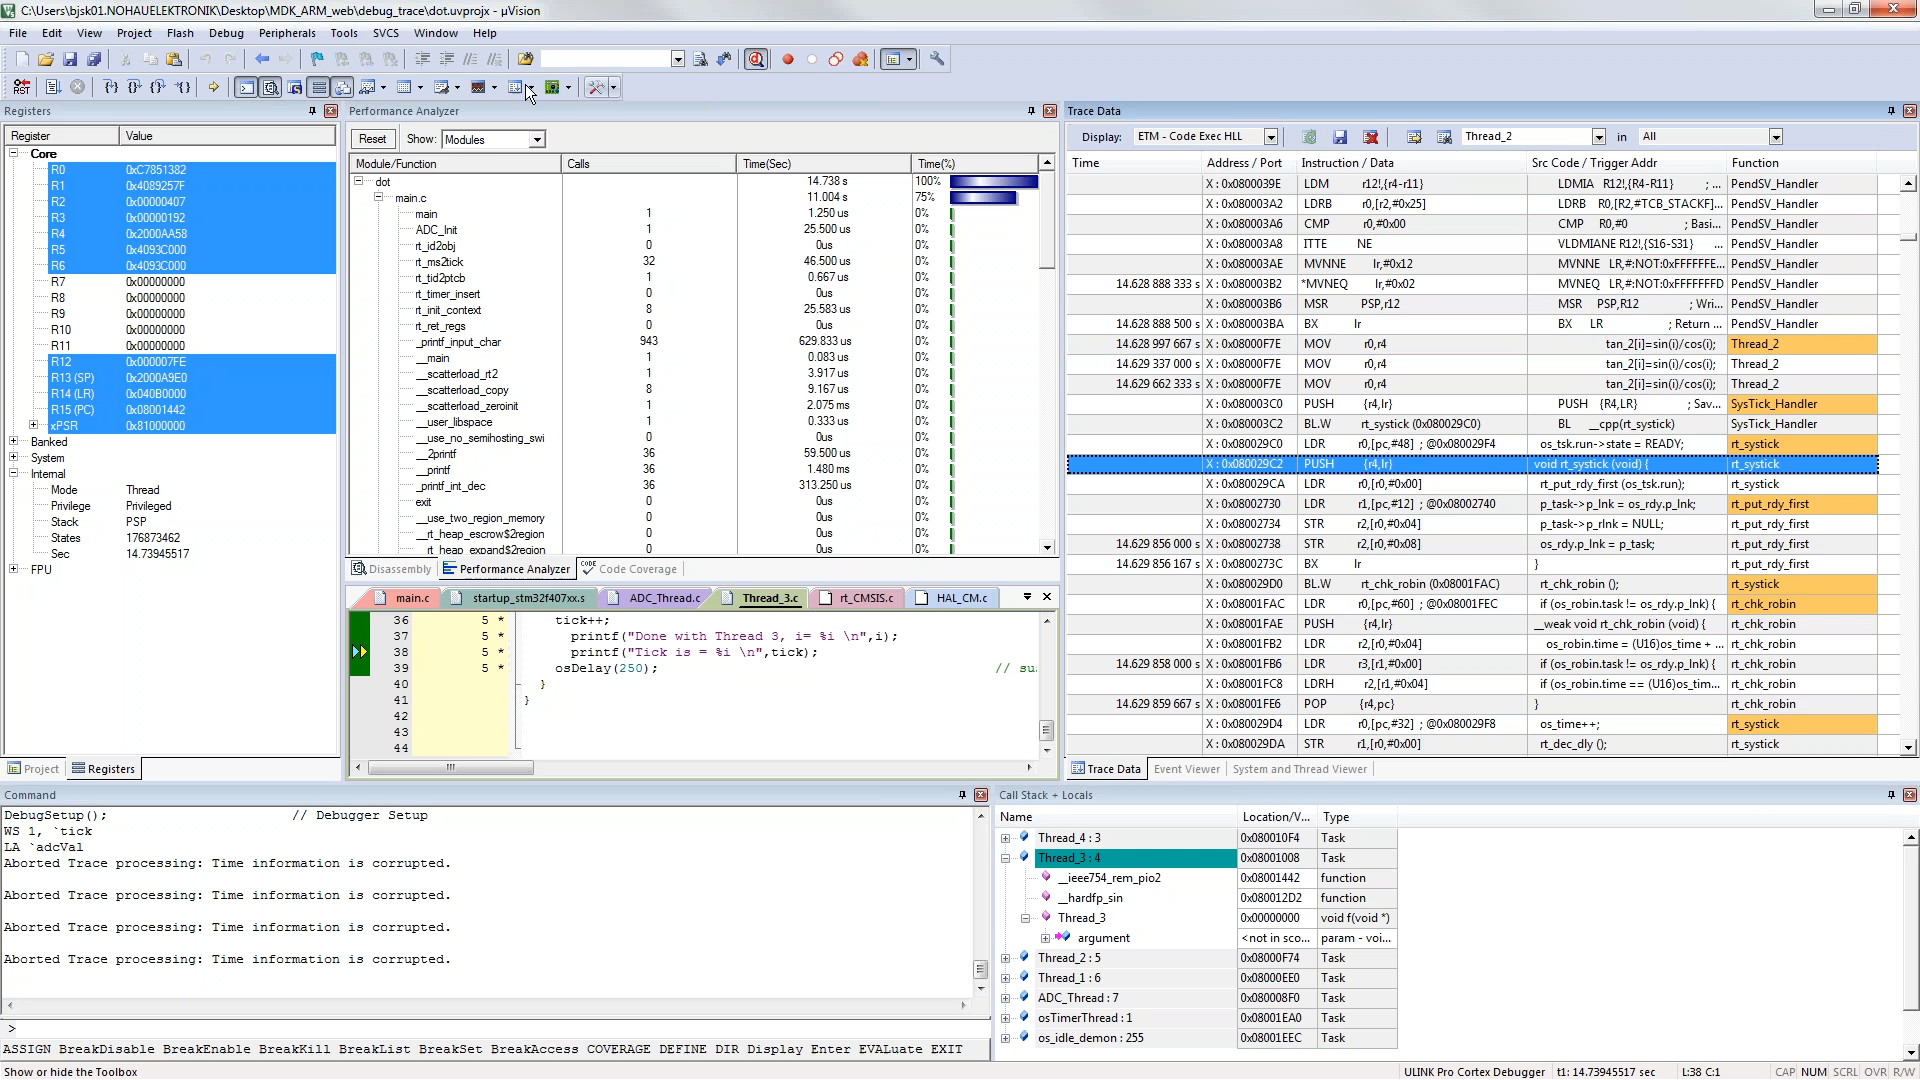 C:\Users\bjsk01.NOHAUELEKTRONIK\Desktop\MDK_ARM_web\debug_trace\dot.uvprojx - µVision
File Edit View Project Flash Debug Peripherals Tools SVCS Window Help
Registers
Register Value
Core
R0 0xC7851382
R1 0x4089257F
R2 0x00000407
R3 0x00000192
R4 0x2000AA58
R5 0x4093C000
R6 0x4093C000
R7 0x00000000
R8 0x00000000
R9 0x00000000
R10 0x00000000
R11 0x00000000
R12 0x000007FE
R13 (SP) 0x2000A9E0
R14 (LR) 0x040B0000
R15 (PC) 0x08001442
xPSR 0x81000000
Banked
System
Internal
Mode Thread
Privilege Privileged
Stack PSP
States 176873462
Sec 14.73945517
FPU
Project Registers
Performance Analyzer
Reset Show: Modules
Module/Function Calls Time(Sec) Time(%)
dot 14.738 s 100%
main.c 11.004 s 75%
main 1 1.250 us 0%
ADC_Init 1 25.500 us 0%
rt_id2obj 0 0us 0%
rt_ms2tick 32 46.500 us 0%
rt_tid2ptcb 1 0.667 us 0%
rt_timer_insert 0 0us 0%
rt_init_context 8 25.583 us 0%
rt_ret_regs 0 0us 0%
_printf_input_char 943 629.833 us 0%
__main 1 0.083 us 0%
__scatterload_rt2 1 3.917 us 0%
__scatterload_copy 8 9.167 us 0%
__scatterload_zeroinit 1 2.075 ms 0%
__user_libspace 1 0.333 us 0%
__use_no_semihosting_swi 0 0us 0%
__2printf 36 59.500 us 0%
__printf 36 1.480 ms 0%
_printf_int_dec 36 313.250 us 0%
exit 0 0us 0%
__use_two_region_memory 0 0us 0%
__rt_heap_escrow$2region 0 0us 0%
__rt_heap_expand$2region 0 0us 0%
Disassembly Performance Analyzer CODE Code Coverage
main.c startup_stm32f407xx.s ADC_Thread.c Thread_3.c rt_CMSIS.c HAL_CM.c
36 5 * tick++;
37 5 * printf("Done with Thread 3, i= %i \n",i);
38 5 * printf("Tick is = %i \n",tick);
39 5 * osDelay(250); // su
40 }
41 }
42
43
44
Trace Data
Display: ETM - Code Exec HLL Thread_2 in All
Time Address / Port Instruction / Data Src Code / Trigger Addr Function
X : 0x0800039E LDM r12!,{r4-r11} LDMIA R12!,{R4-R11} ; ... PendSV_Handler
X : 0x080003A2 LDRB r0,[r2,#0x25] LDRB R0,[R2,#TCB_STACKF]... PendSV_Handler
X : 0x080003A6 CMP r0,#0x00 CMP R0,#0 ; Basi... PendSV_Handler
X : 0x080003A8 ITTE NE VLDMIANE R12!,{S16-S31} ... PendSV_Handler
X : 0x080003AE MVNNE lr,#0x12 MVNNE LR,#:NOT:0xFFFFFFE... PendSV_Handler
14.628 888 333 s X : 0x080003B2 *MVNEQ lr,#0x02 MVNEQ LR,#:NOT:0xFFFFFFFD PendSV_Handler
X : 0x080003B6 MSR PSP,r12 MSR PSP,R12 ; Wri... PendSV_Handler
14.628 888 500 s X : 0x080003BA BX lr BX LR ; Return ... PendSV_Handler
14.628 997 667 s X : 0x08000F7E MOV r0,r4 tan_2[i]=sin(i)/cos(i); Thread_2
14.629 337 000 s X : 0x08000F7E MOV r0,r4 tan_2[i]=sin(i)/cos(i); Thread_2
14.629 662 333 s X : 0x08000F7E MOV r0,r4 tan_2[i]=sin(i)/cos(i); Thread_2
X : 0x080003C0 PUSH {r4,lr} PUSH {R4,LR} ; Sav... SysTick_Handler
X : 0x080003C2 BL.W rt_systick (0x080029C0) BL __cpp(rt_systick) SysTick_Handler
X : 0x080029C0 LDR r0,[pc,#48] ; @0x080029F4 os_tsk.run->state = READY; rt_systick
X : 0x080029C2 PUSH {r4,lr} void rt_systick (void) { rt_systick
X : 0x080029CA LDR r0,[r0,#0x00] rt_put_rdy_first (os_tsk.run); rt_systick
X : 0x08002730 LDR r1,[pc,#12] ; @0x08002740 p_task->p_lnk = os_rdy.p_lnk; rt_put_rdy_first
X : 0x08002734 STR r2,[r0,#0x04] p_task->p_rlnk = NULL; rt_put_rdy_first
14.629 856 000 s X : 0x08002738 STR r2,[r0,#0x08] os_rdy.p_lnk = p_task; rt_put_rdy_first
14.629 856 167 s X : 0x0800273C BX lr } rt_put_rdy_first
X : 0x080029D0 BL.W rt_chk_robin (0x08001FAC) rt_chk_robin (); rt_systick
X : 0x08001FAC LDR r0,[pc,#60] ; @0x08001FEC if (os_robin.task != os_rdy.p_lnk) { rt_chk_robin
X : 0x08001FAE PUSH {r4,lr} __weak void rt_chk_robin (void) { rt_chk_robin
X : 0x08001FB2 LDR r2,[r0,#0x04] os_robin.time = (U16)os_time + ... rt_chk_robin
14.629 858 000 s X : 0x08001FB6 LDR r3,[r1,#0x00] if (os_robin.task != os_rdy.p_lnk) { rt_chk_robin
X : 0x08001FC8 LDRH r2,[r1,#0x04] if (os_robin.time == (U16)os_tim... rt_chk_robin
14.629 859 667 s X : 0x08001FE6 POP {r4,pc} } rt_chk_robin
X : 0x080029D4 LDR r0,[pc,#32] ; @0x080029F8 os_time++; rt_systick
X : 0x080029DA STR r1,[r0,#0x00] rt_dec_dly (); rt_systick
Trace Data Event Viewer System and Thread Viewer
Command
DebugSetup(); // Debugger Setup
WS 1, `tick
LA `adcVal
Aborted Trace processing: Time information is corrupted.
Aborted Trace processing: Time information is corrupted.
Aborted Trace processing: Time information is corrupted.
Aborted Trace processing: Time information is corrupted.
>
ASSIGN BreakDisable BreakEnable BreakKill BreakList BreakSet BreakAccess COVERAGE DEFINE DIR Display Enter EVALuate EXIT
Call Stack + Locals
Name Location/V... Type
Thread_4 : 3 0x080010F4 Task
Thread_3 : 4 0x08001008 Task
__ieee754_rem_pio2 0x08001442 function
__hardfp_sin 0x080012D2 function
Thread_3 0x00000000 void f(void *)
argument <not in sco... param - voi...
Thread_2 : 5 0x08000F74 Task
Thread_1 : 6 0x08000EE0 Task
ADC_Thread : 7 0x080008F0 Task
osTimerThread : 1 0x08001EA0 Task
os_idle_demon : 255 0x08001EEC Task
Show or hide the Toolbox ULINK Pro Cortex Debugger t1: 14.73945517 sec L:38 C:1 CAP NUM SCRL OVR R/W